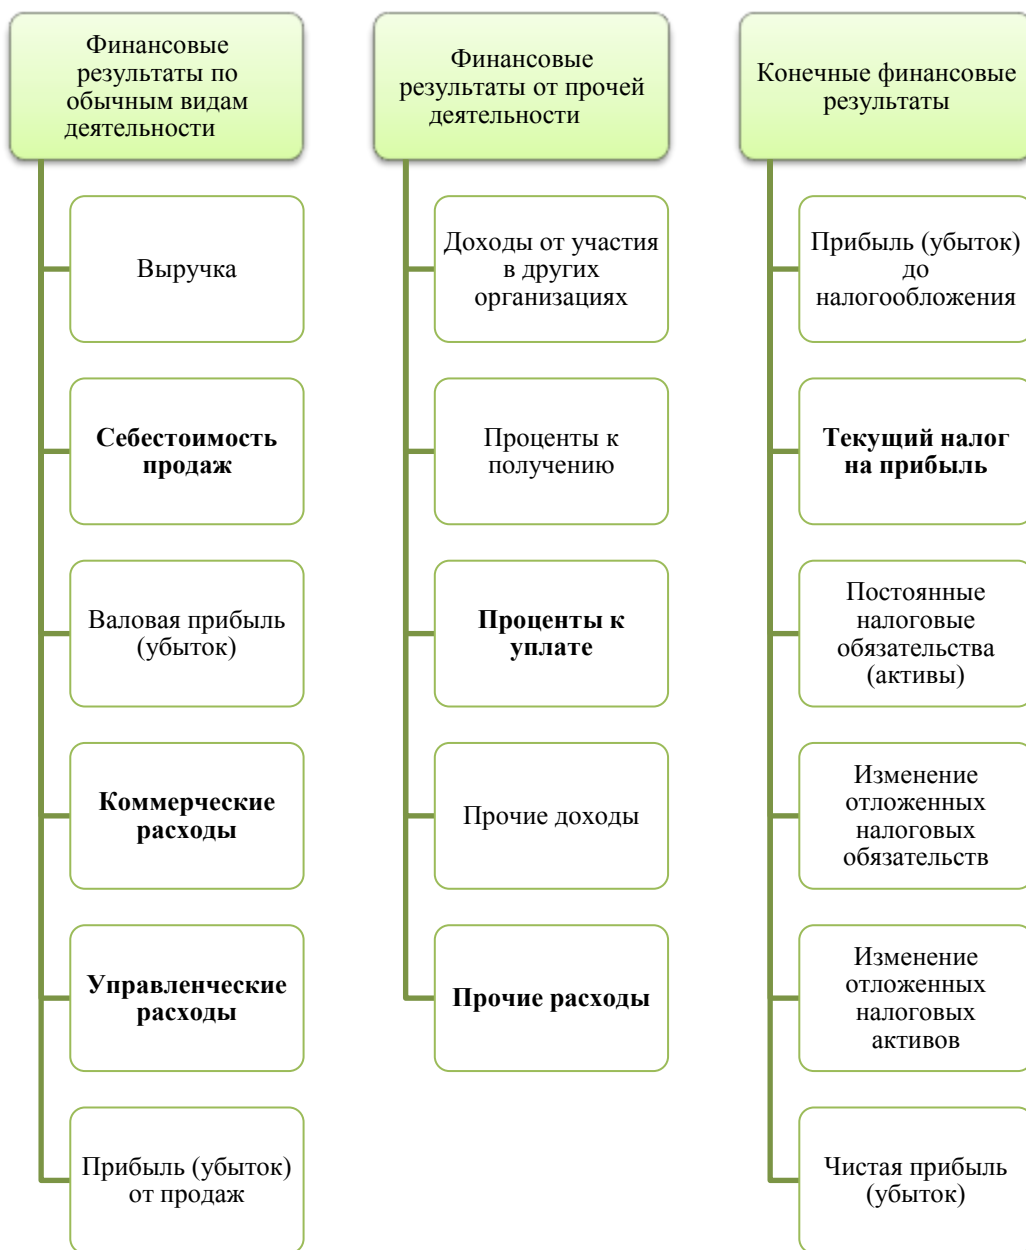 Финансовые
результаты по
обычным видам
деятельности
Выручка
Себестоимость
продаж
Валовая прибыль
(убыток)
Коммерческие
расходы
Управленческие
расходы
Прибыль (убыток)
от продаж
Финансовые
результаты от прочей
деятельности
Доходы от участия
в других
организациях
Проценты к
получению
Проценты к
уплате
Прочие доходы
Прочие расходы
Конечные финансовые
результаты
Прибыль (убыток)
до
налогообложения
Текущий налог
на прибыль
Постоянные
налоговые
обязательства
(активы)
Изменение
отложенных
налоговых
обязательств
Изменение
отложенных
налоговых
активов
Чистая прибыль
(убыток)